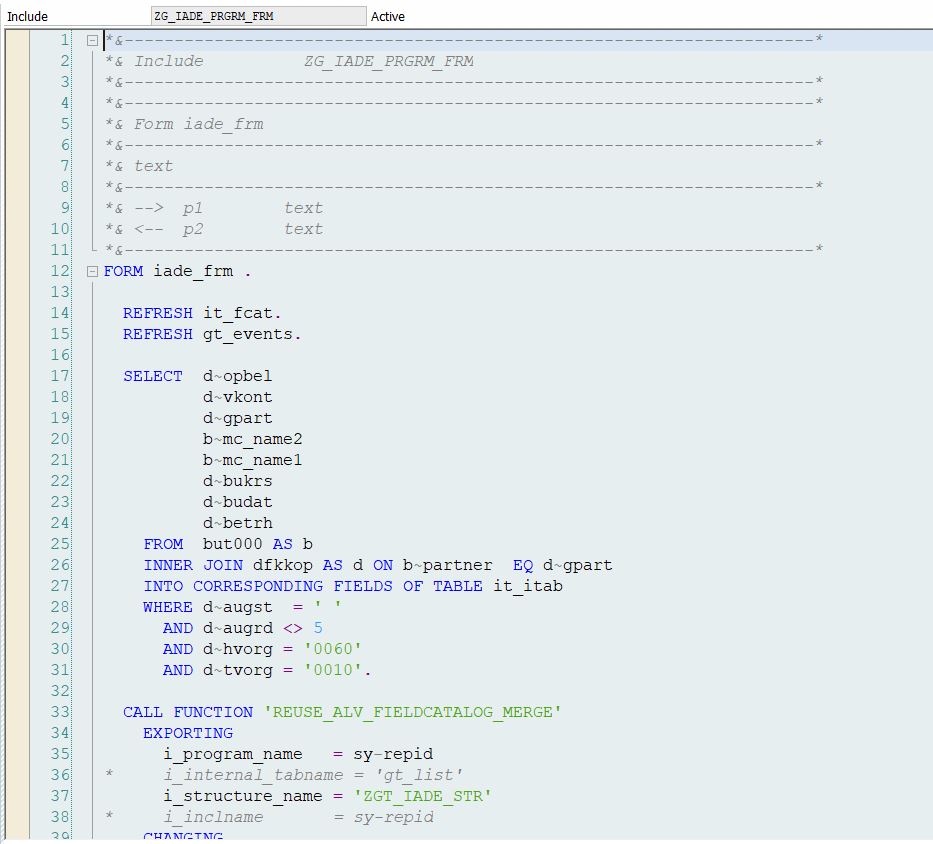 Include ZG_IADE_PRGRM_FRM Active
1 *&---------------------------------------------------------------------*
2 *& Include          ZG_IADE_PRGRM_FRM
3 *&---------------------------------------------------------------------*
4 *&---------------------------------------------------------------------*
5 *& Form iade_frm
6 *&---------------------------------------------------------------------*
7 *& text
8 *&---------------------------------------------------------------------*
9 *& -->  p1        text
10 *& <--  p2        text
11 *&---------------------------------------------------------------------*
12 FORM iade_frm .
13
14   REFRESH it_fcat.
15   REFRESH gt_events.
16
17   SELECT  d~opbel
18           d~vkont
19           d~gpart
20           b~mc_name2
21           b~mc_name1
22           d~bukrs
23           d~budat
24           d~betrh
25     FROM  but000 AS b
26     INNER JOIN dfkkop AS d ON b~partner  EQ d~gpart
27     INTO CORRESPONDING FIELDS OF TABLE it_itab
28     WHERE d~augst  = ' '
29       AND d~augrd <> 5
30       AND d~hvorg = '0060'
31       AND d~tvorg = '0010'.
32
33   CALL FUNCTION 'REUSE_ALV_FIELDCATALOG_MERGE'
34     EXPORTING
35       i_program_name   = sy-repid
36 *     i_internal_tabname = 'gt_list'
37       i_structure_name = 'ZGT_IADE_STR'
38 *     i_inclname       = sy-repid
39     CHANGING